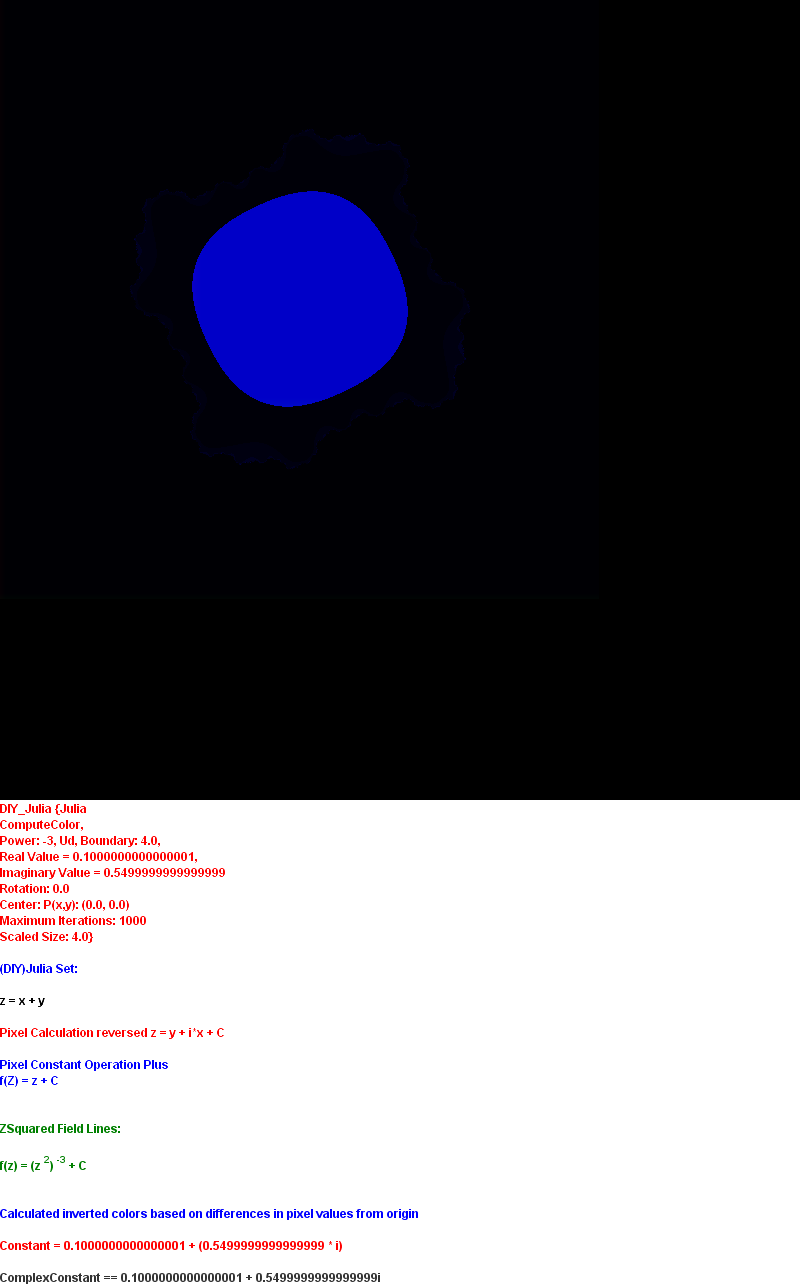 DIY_Julia {Julia
ComputeColor,
Power: -3, Ud, Boundary: 4.0,
Real Value = 0.1000000000000001,
Imaginary Value = 0.5499999999999999
Rotation: 0.0
Center: P(x,y): (0.0, 0.0)
Maximum Iterations: 1000
Scaled Size: 4.0}
(DIY)Julia Set:
z = x + y
Pixel Calculation reversed z = y + i*x + C
Pixel Constant Operation Plus
f(Z) = z + C
ZSquared Field Lines:
f(z) = (z ²) ⁻³ + C
Calculated inverted colors based on differences in pixel values from origin
Constant = 0.1000000000000001 + (0.5499999999999999 * i)
ComplexConstant == 0.1000000000000001 + 0.5499999999999999i